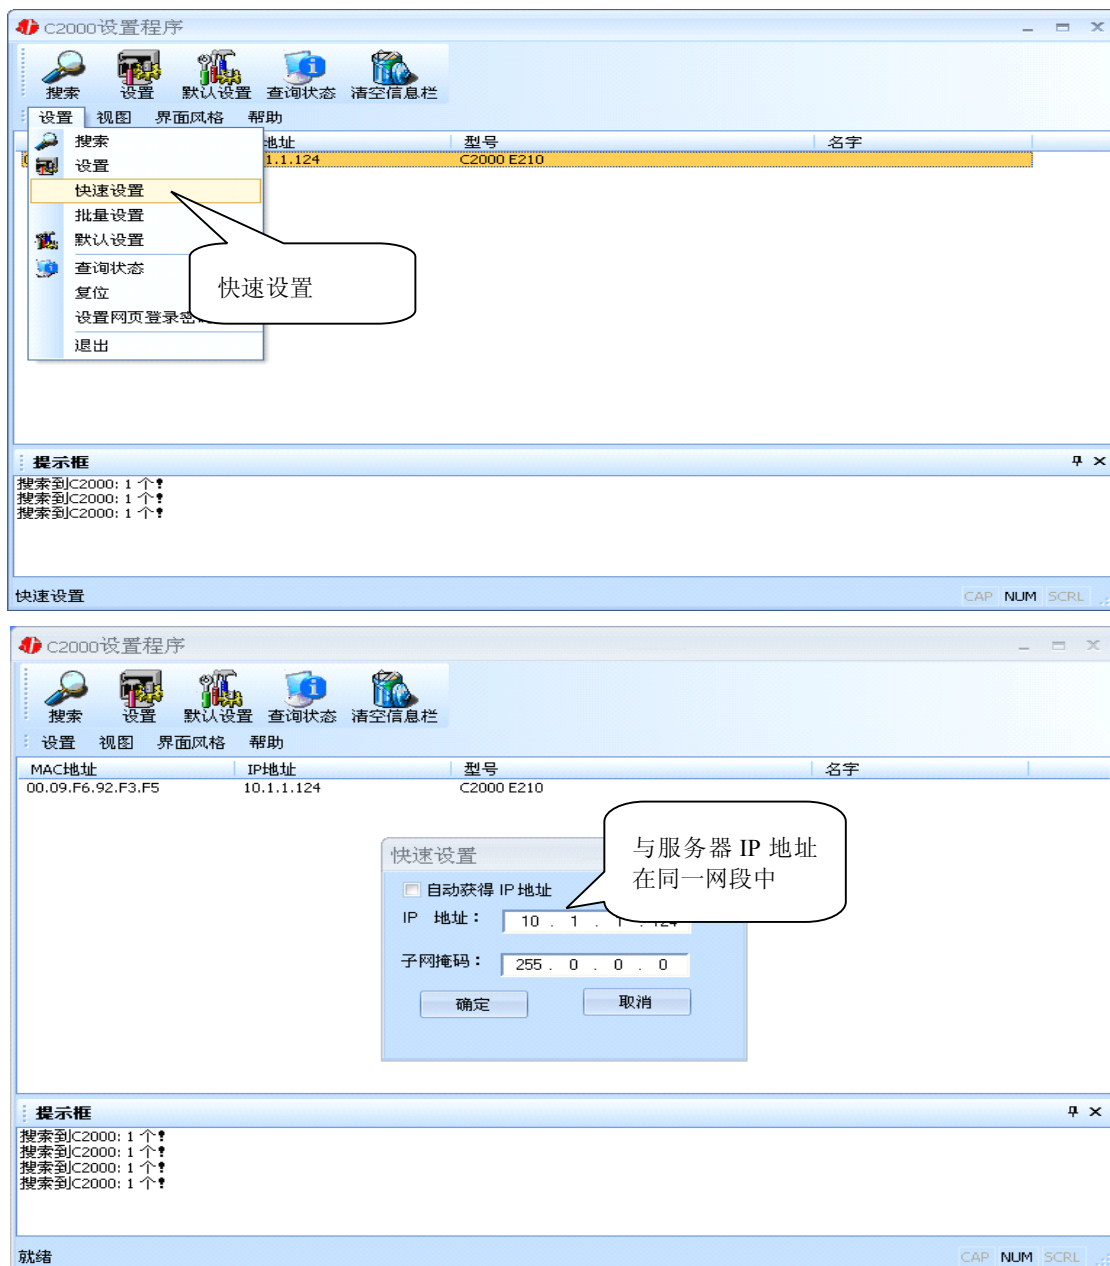 C2000设置程序
搜索 设置 默认设置 查询状态 清空信息栏
设置 视图 界面风格 帮助
地址 型号 名字
1.1.124 C2000 E210
搜索
设置
快速设置
批量设置
默认设置
查询状态
复位
设置网页登录密
退出
快速设置
提示框
搜索到C2000: 1 个!
搜索到C2000: 1 个!
搜索到C2000: 1 个!
快速设置 CAP NUM SCRL
C2000设置程序
搜索 设置 默认设置 查询状态 清空信息栏
设置 视图 界面风格 帮助
MAC地址 IP地址 型号 名字
00.09.F6.92.F3.F5 10.1.1.124 C2000 E210
快速设置
与服务器 IP 地址
在同一网段中
自动获得 IP 地址
IP 地址: 10 . 1 . 1 . 124
子网掩码: 255 . 0 . 0 . 0
确定 取消
提示框
搜索到C2000: 1 个!
搜索到C2000: 1 个!
搜索到C2000: 1 个!
搜索到C2000: 1 个!
就绪 CAP NUM SCRL